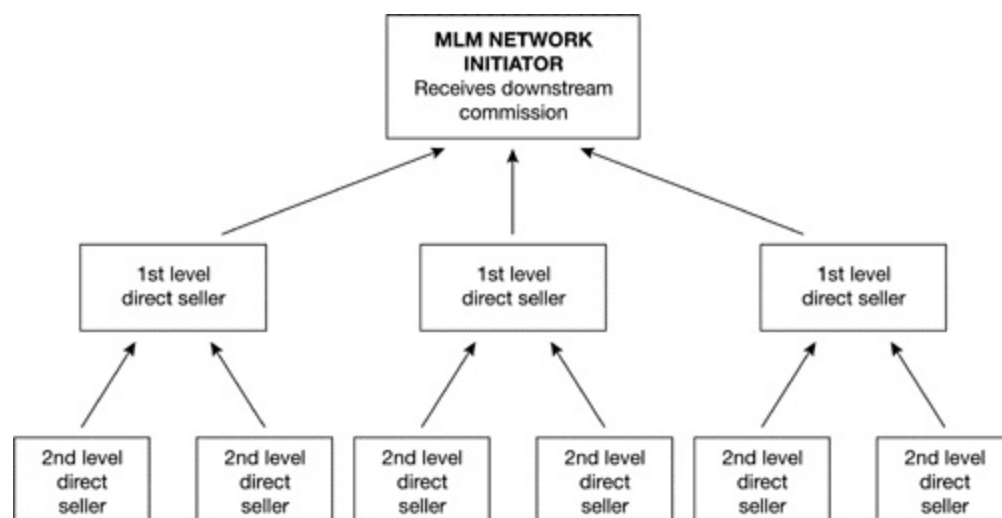 MLM NETWORK
INITIATOR
Receives downstream
commission
1st level
direct seller
1st level
direct seller
1st level
direct seller
2nd level
direct
seller
2nd level
direct
seller
2nd level
direct
seller
2nd level
direct
seller
2nd level
direct
seller
2nd level
direct
seller